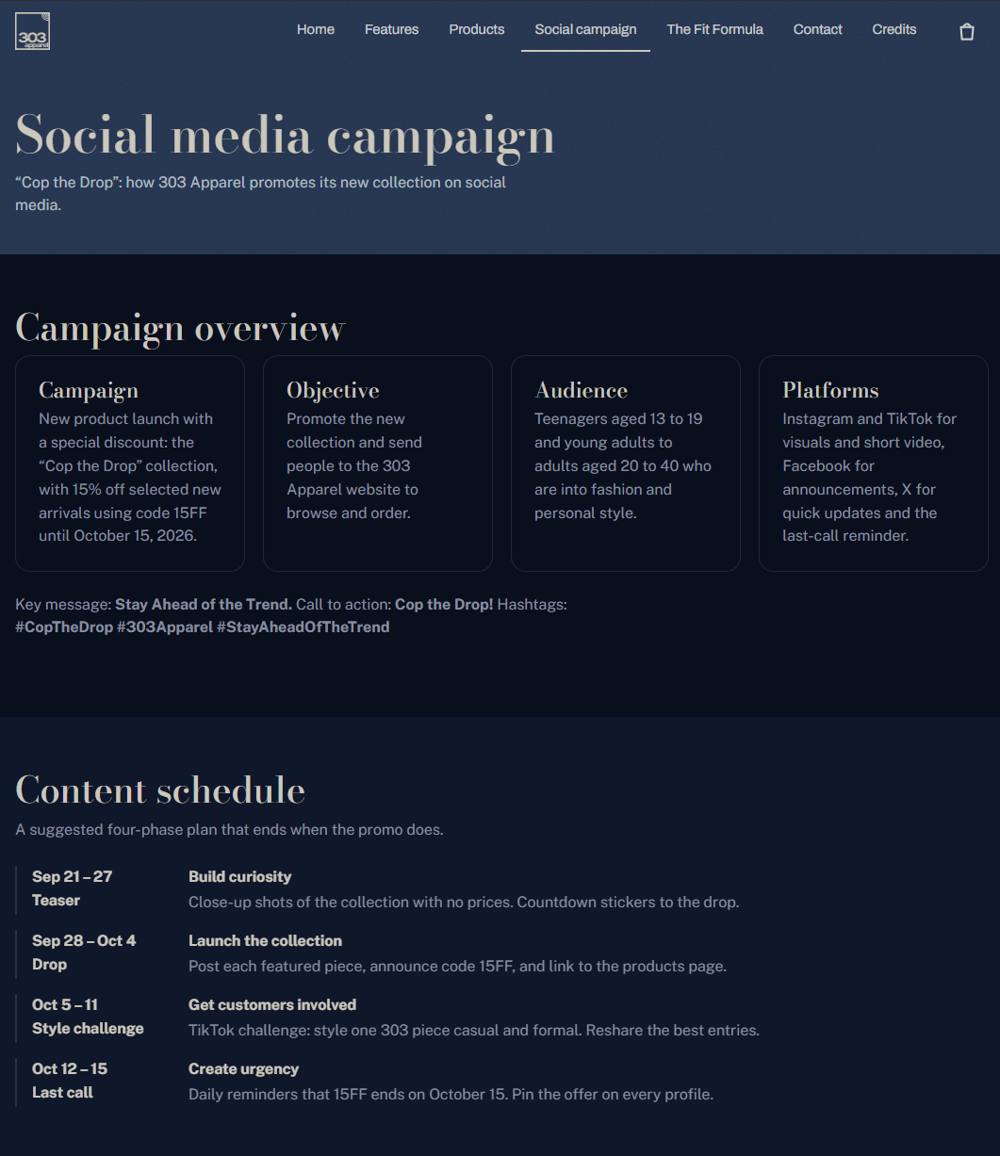 303
apparel
Home Features Products Social campaign The Fit Formula Contact Credits
Social media campaign
“Cop the Drop”: how 303 Apparel promotes its new collection on social
media.
Campaign overview
Campaign
New product launch with
a special discount: the
“Cop the Drop” collection,
with 15% off selected new
arrivals using code 15FF
until October 15, 2026.
Objective
Promote the new
collection and send
people to the 303
Apparel website to
browse and order.
Audience
Teenagers aged 13 to 19
and young adults to
adults aged 20 to 40 who
are into fashion and
personal style.
Platforms
Instagram and TikTok for
visuals and short video,
Facebook for
announcements, X for
quick updates and the
last-call reminder.
Key message: Stay Ahead of the Trend. Call to action: Cop the Drop! Hashtags:
#CopTheDrop #303Apparel #StayAheadOfTheTrend
Content schedule
A suggested four-phase plan that ends when the promo does.
Sep 21 – 27
Teaser
Build curiosity
Close-up shots of the collection with no prices. Countdown stickers to the drop.
Sep 28 – Oct 4
Drop
Launch the collection
Post each featured piece, announce code 15FF, and link to the products page.
Oct 5 – 11
Style challenge
Get customers involved
TikTok challenge: style one 303 piece casual and formal. Reshare the best entries.
Oct 12 – 15
Last call
Create urgency
Daily reminders that 15FF ends on October 15. Pin the offer on every profile.